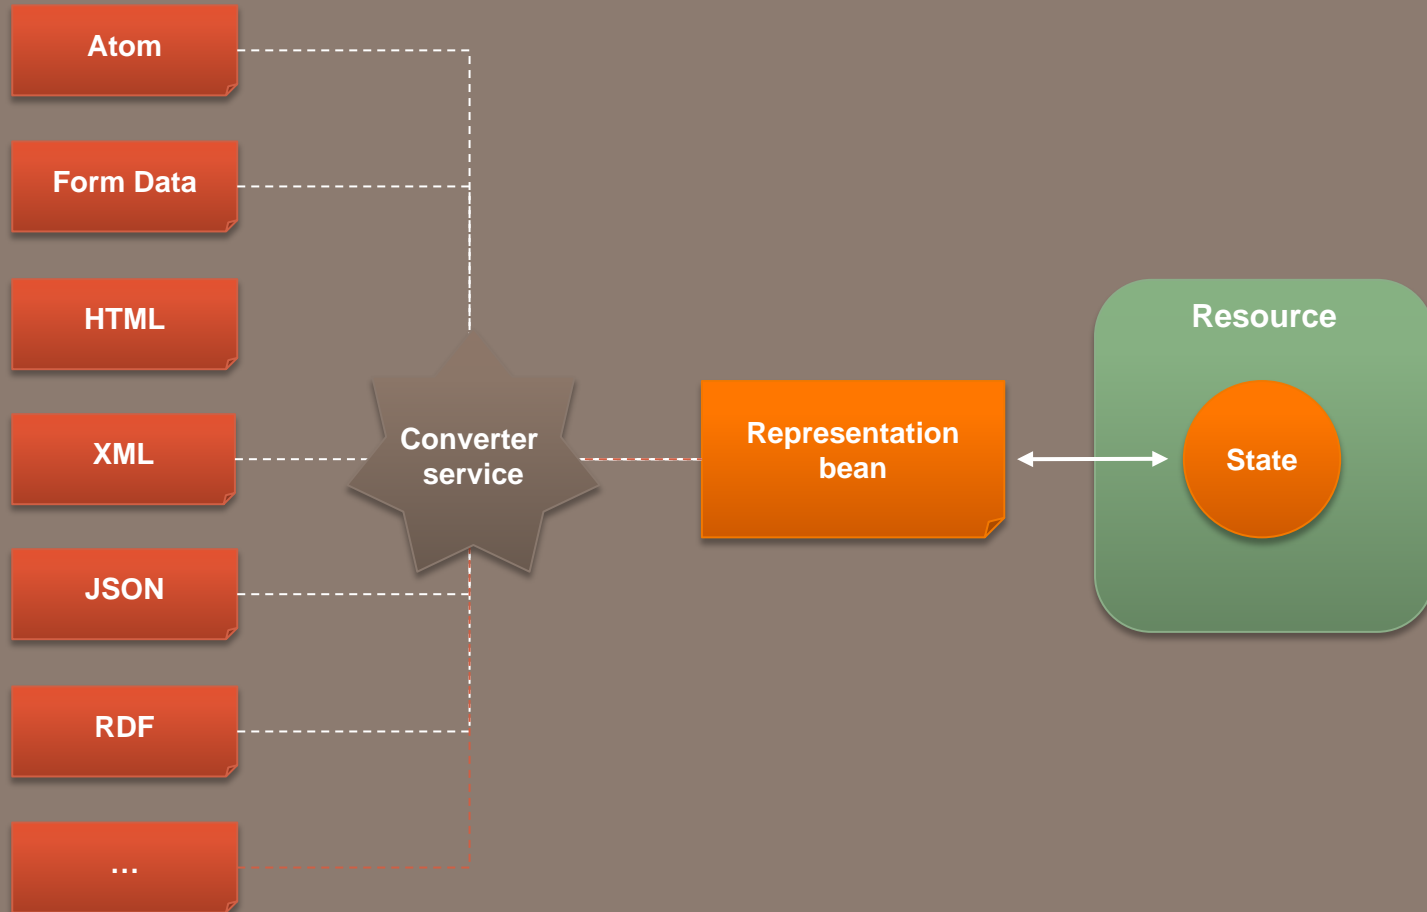 Atom
Form Data
HTML
XML
JSON
RDF
…
Converter
service
Representation
bean
Resource
State